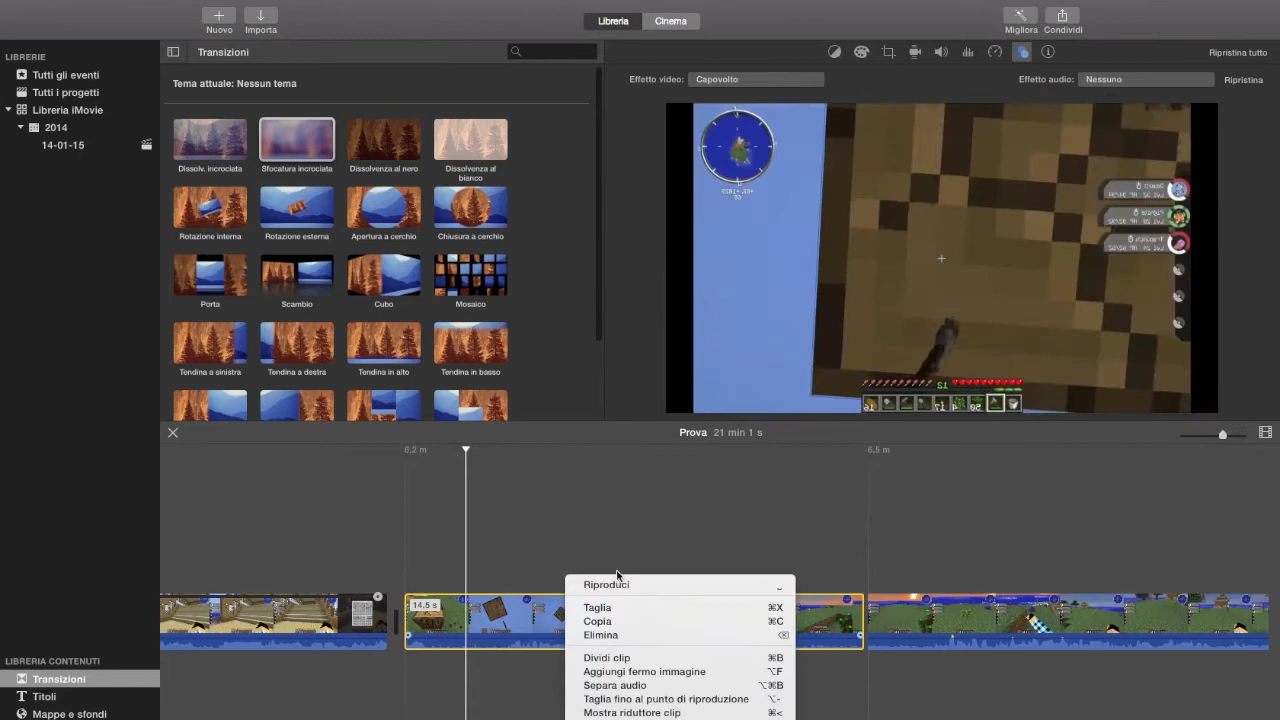 Nuovo
Importa
Libreria
Cinema
Migliora
Condividi
LIBRERIE
Tutti gli eventi
Tutti i progetti
Libreria iMovie
2014
14-01-15
Transizioni
Ripristina tutto
Tema attuale: Nessun tema
Effetto video: Capovolto
Effetto audio: Nessuno
Ripristina
Dissolv. incrociata
Sfocatura incrociata
Dissolvenza al nero
Dissolvenza al bianco
Rotazione interna
Rotazione esterna
Apertura a cerchio
Chiusura a cerchio
Porta
Scambio
Cubo
Mosaico
Tendina a sinistra
Tendina a destra
Tendina in alto
Tendina in basso
Prova 21 min 1 s
6,2 m
6,5 m
14,5 s
Riproduci
Taglia ⌘X
Copia ⌘C
Elimina ⌫
Dividi clip ⌘B
Aggiungi fermo immagine ⌥F
Separa audio ⌥⌘B
Taglia fino al punto di riproduzione ⌥-
Mostra riduttore clip ⌘<
LIBRERIA CONTENUTI
Transizioni
Titoli
Mappe e sfondi